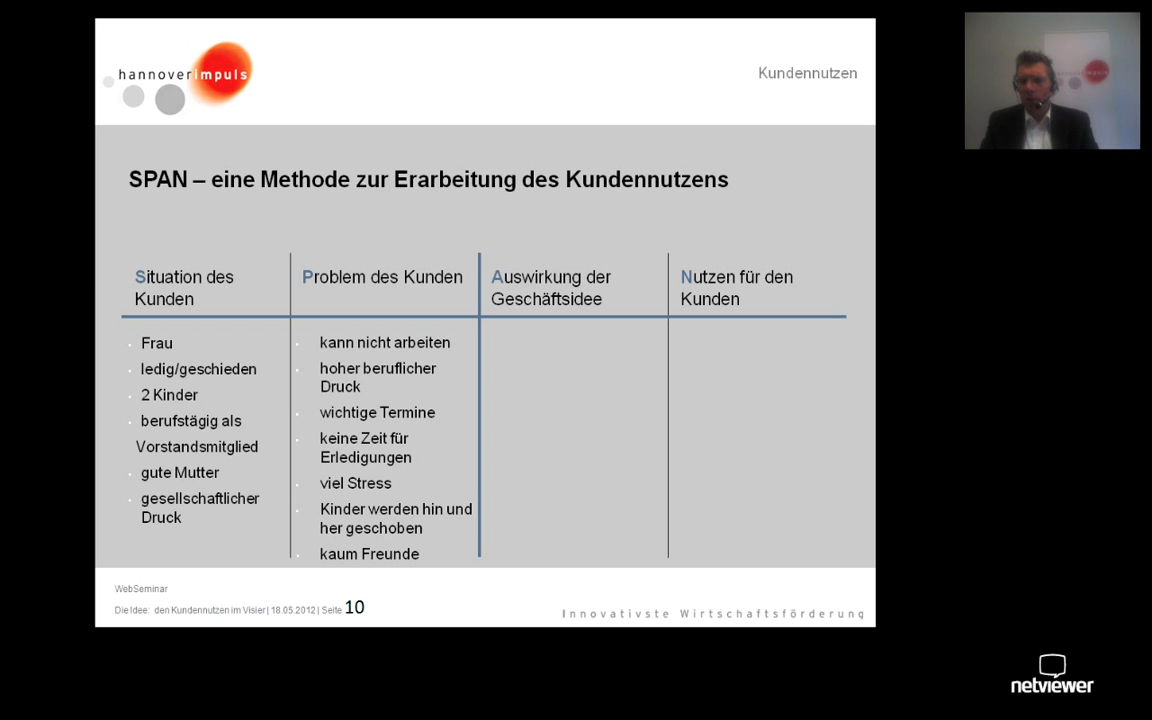 hannoverimpuls
Kundennutzen
SPAN – eine Methode zur Erarbeitung des Kundennutzens
Situation des
Kunden
Problem des Kunden
Auswirkung der
Geschäftsidee
Nutzen für den
Kunden
Frau
ledig/geschieden
2 Kinder
berufstägig als
Vorstandsmitglied
gute Mutter
gesellschaftlicher
Druck
kann nicht arbeiten
hoher beruflicher
Druck
wichtige Termine
keine Zeit für
Erledigungen
viel Stress
Kinder werden hin und
her geschoben
kaum Freunde
WebSeminar
Die Idee: den Kundennutzen im Visier | 18.05.2012 | Seite 10
Innovativste Wirtschaftsförderung
impuls
netviewer